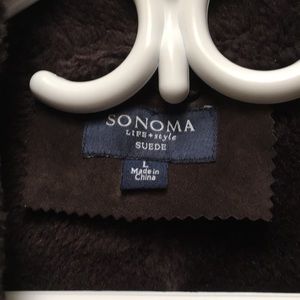 SONOMA
LIFE + style
SUEDE
L
Made in
China